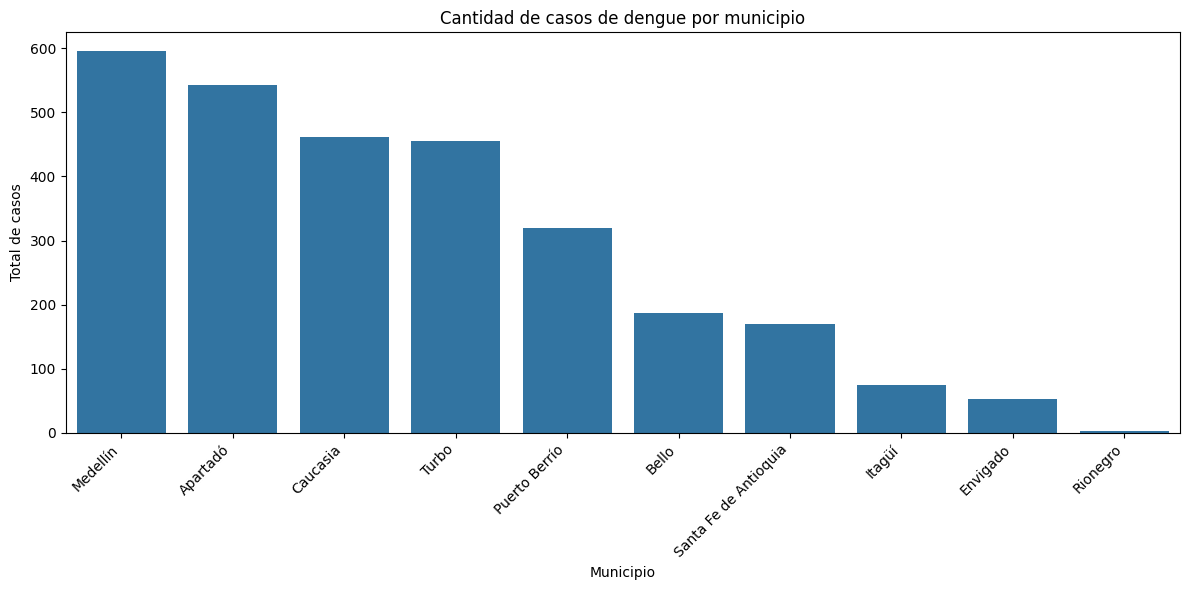 Cantidad de casos de dengue por municipio
Total de casos
600
500
400
300
200
100
0
Medellín
Apartadó
Caucasia
Turbo
Puerto Berrío
Bello
Santa Fe de Antioquia
Itagüí
Envigado
Rionegro
Municipio